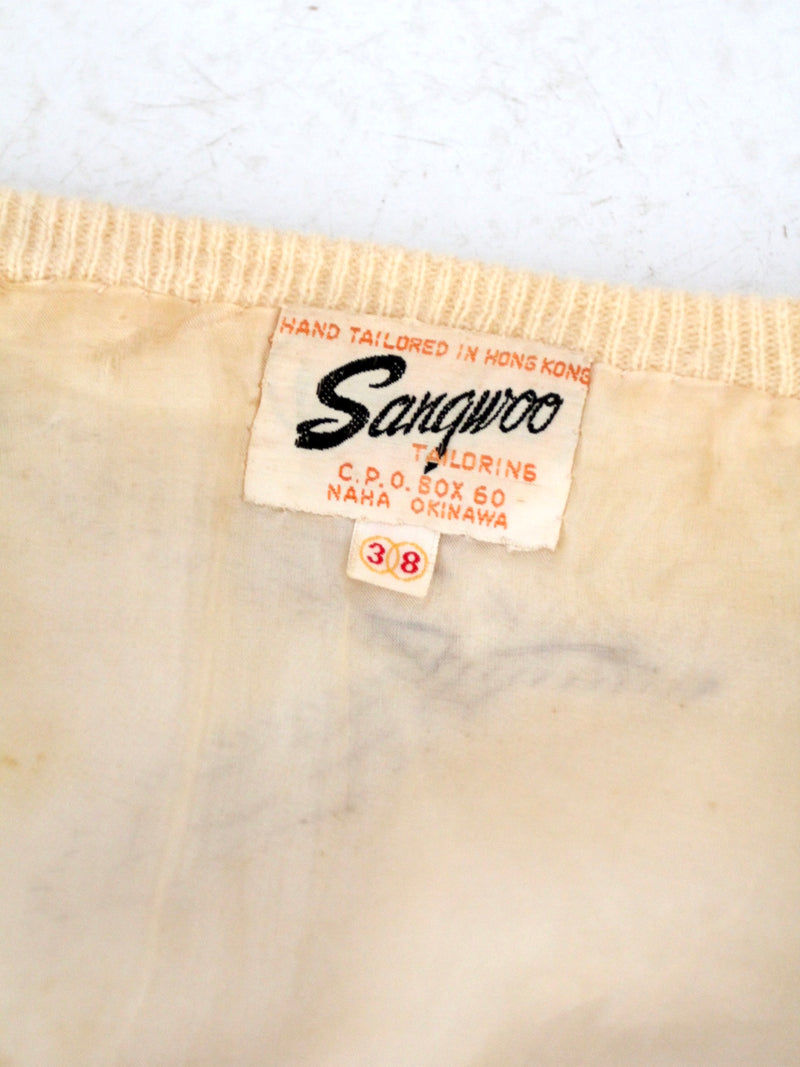 HAND TAILORED IN HONG KONG
Sangwoo
TAILORING
C.P.O. BOX 60
NAHA OKINAWA
38